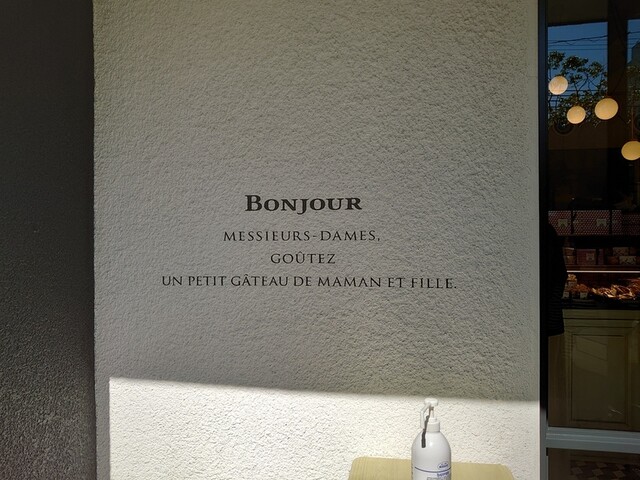 BONJOUR
MESSIEURS-DAMES,
GOÛTEZ
UN PETIT GÂTEAU DE MAMAN ET FILLE.